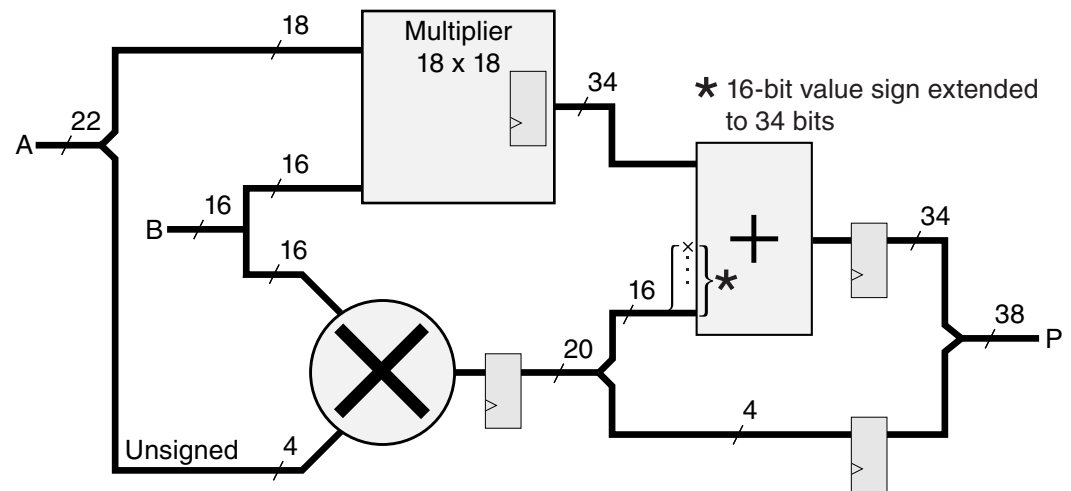 18
Multiplier
18 x 18
34
* 16-bit value sign extended
to 34 bits
22
A
16
16
B
16
34
16
*
38
P
20
4
Unsigned
4